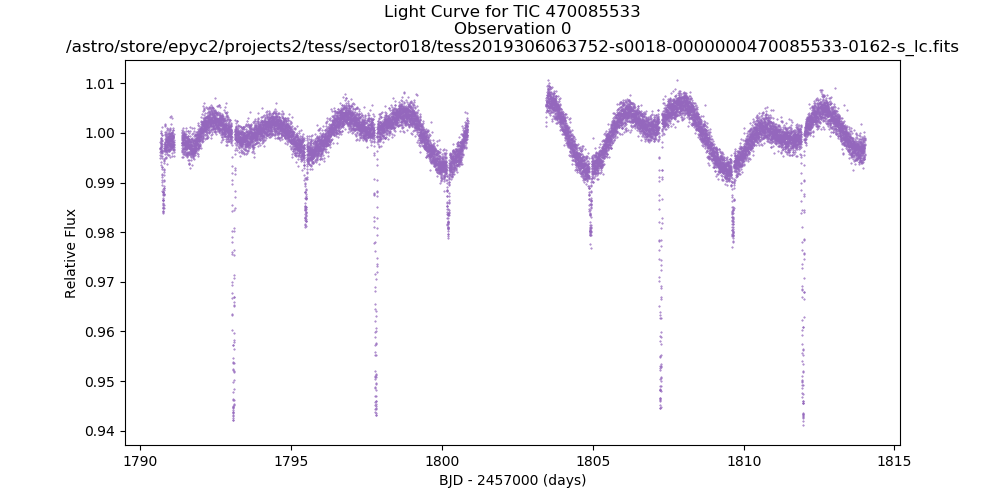 Light Curve for TIC 470085533
Observation 0
/astro/store/epyc2/projects2/tess/sector018/tess2019306063752-s0018-0000000470085533-0162-s_lc.fits
1.01
1.00
0.99
0.98
0.97
0.96
0.95
0.94
Relative Flux
1790
1795
1800
1805
1810
1815
BJD - 2457000 (days)